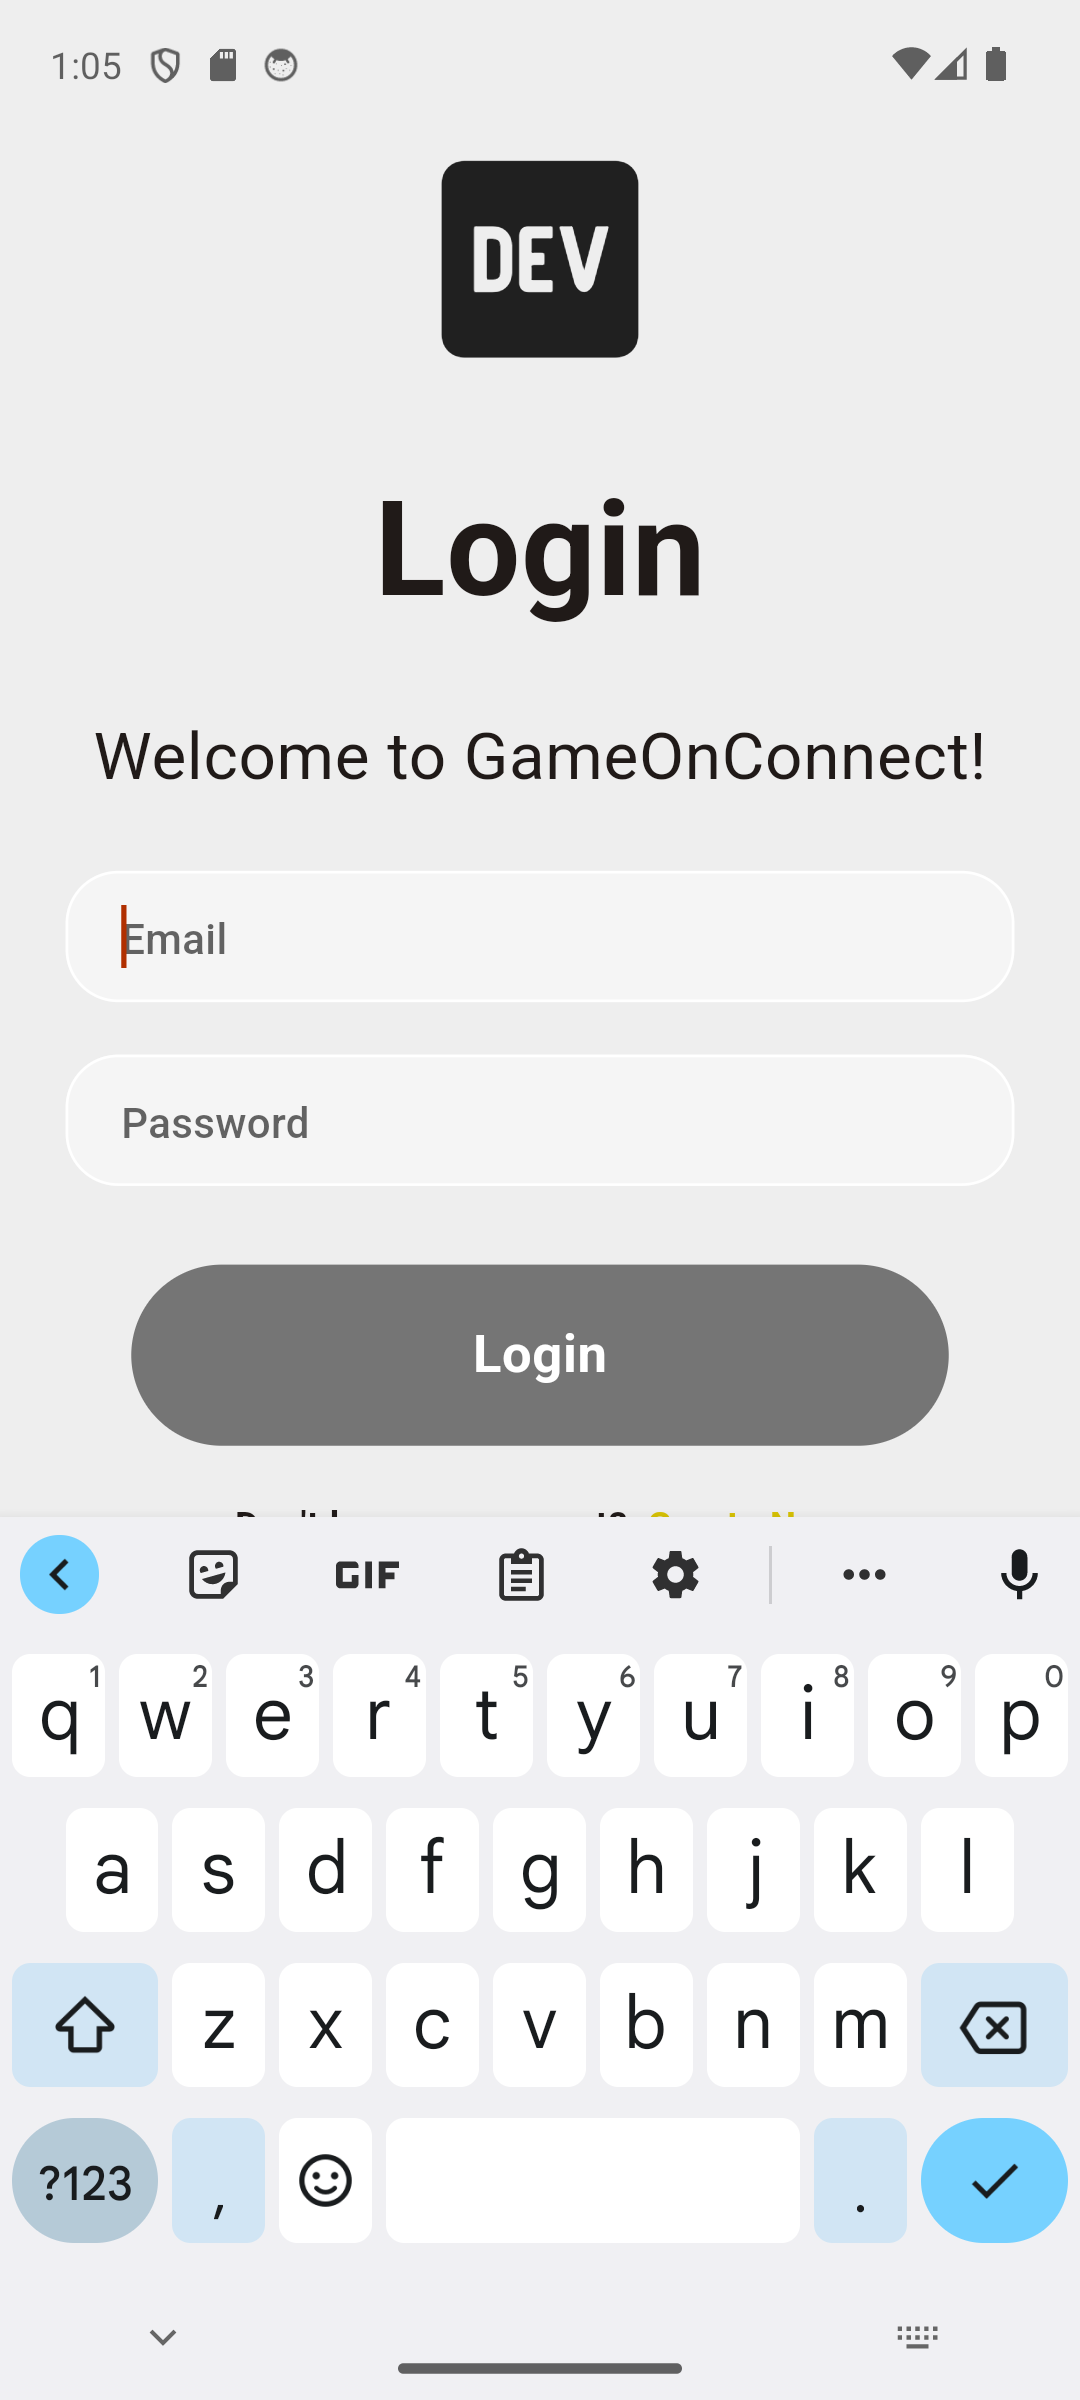 1:05
DEV
Login
Welcome to GameOnConnect!
Email
Password
Login
GIF
q 1 w 2 e 3 r 4 t 5 y 6 u 7 i 8 o 9 p 0
a s d f g h j k l
z x c v b n m
?123 , .